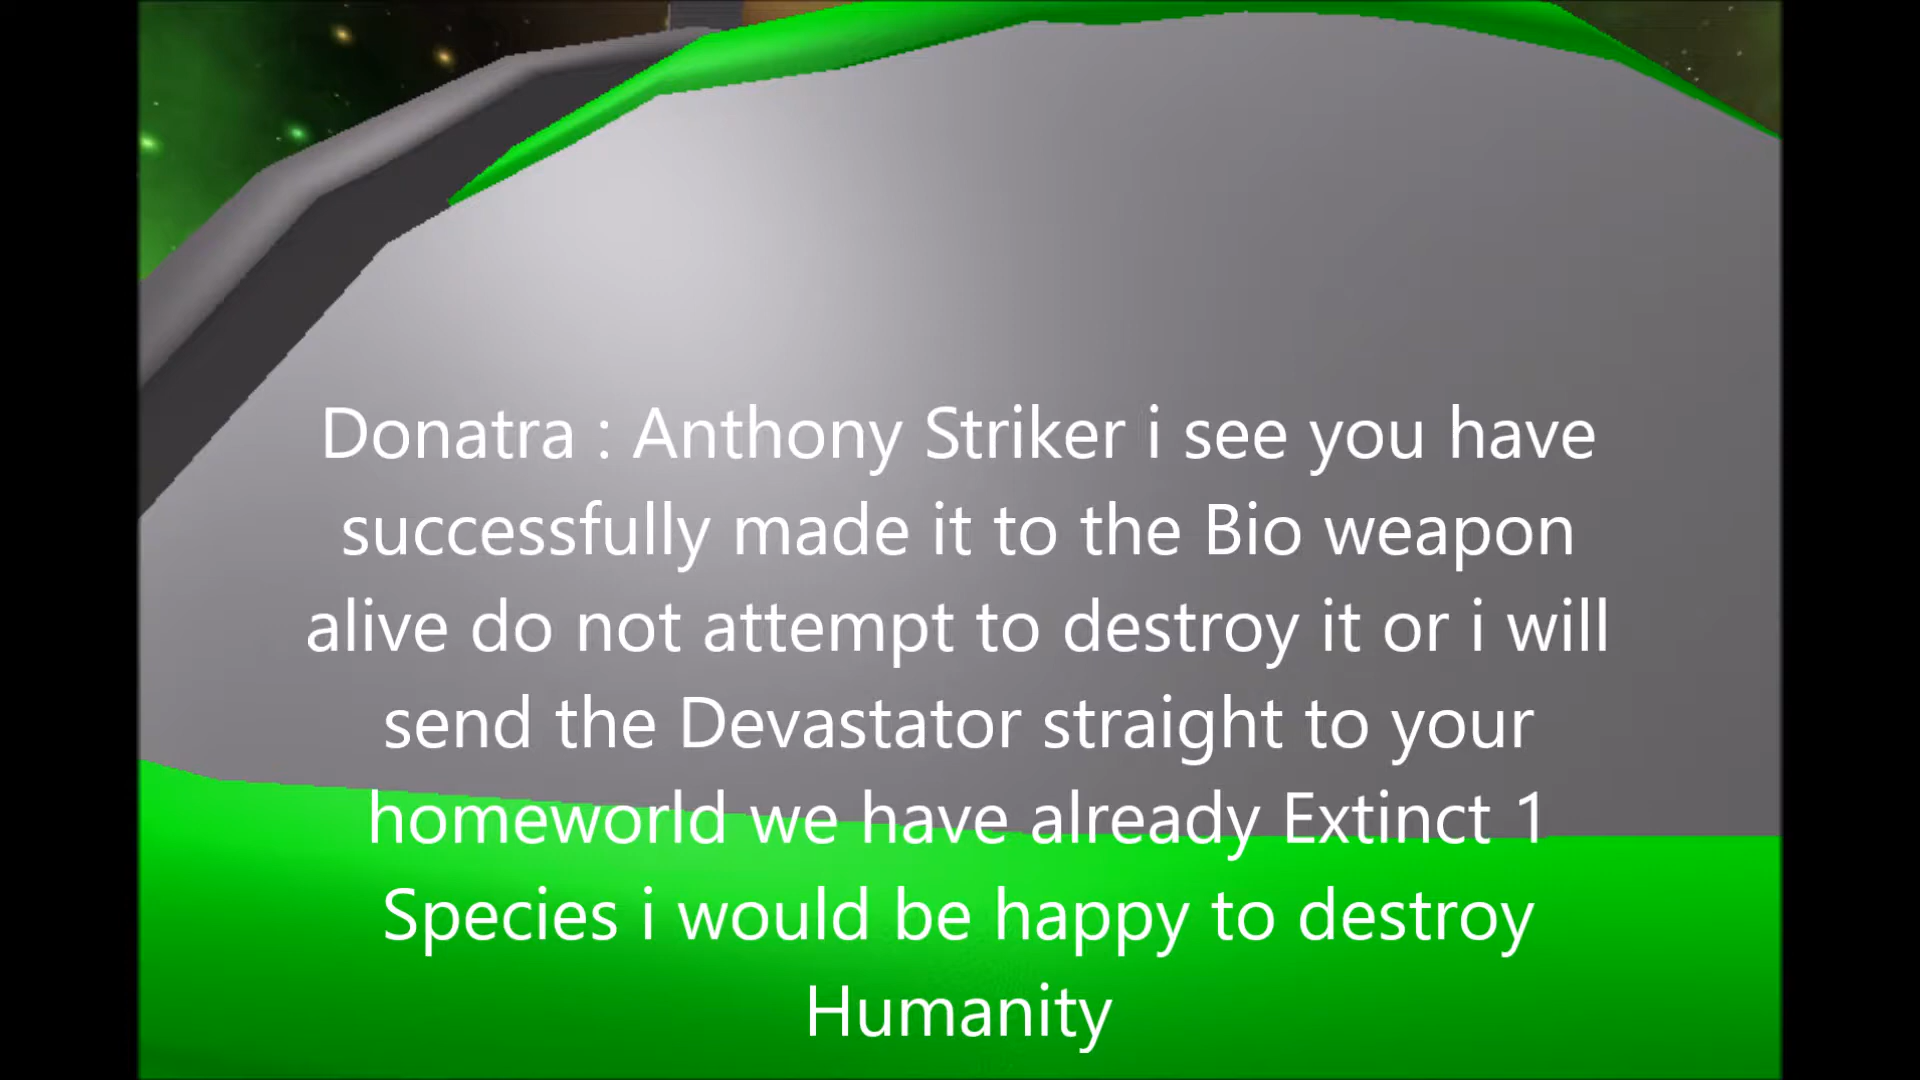 Donatra : Anthony Striker i see you have
successfully made it to the Bio weapon
alive do not attempt to destroy it or i will
send the Devastator straight to your
homeworld we have already Extinct 1
Species i would be happy to destroy
Humanity